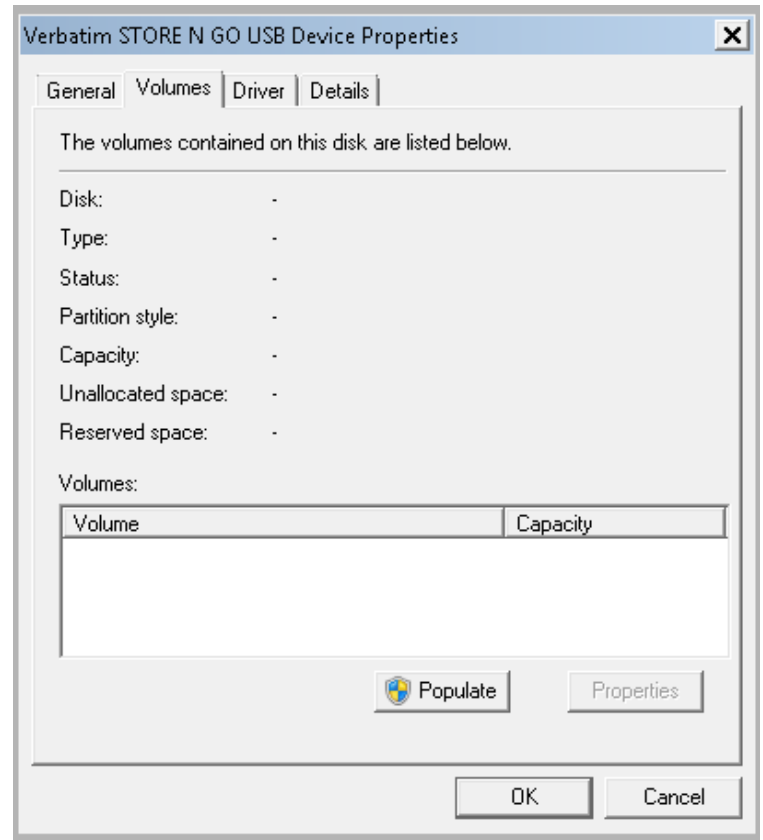 Verbatim STORE N GO USB Device Properties
General Volumes Driver Details
The volumes contained on this disk are listed below.
Disk: -
Type: -
Status: -
Partition style: -
Capacity: -
Unallocated space: -
Reserved space: -
Volumes:
Volume Capacity
Populate Properties
OK Cancel